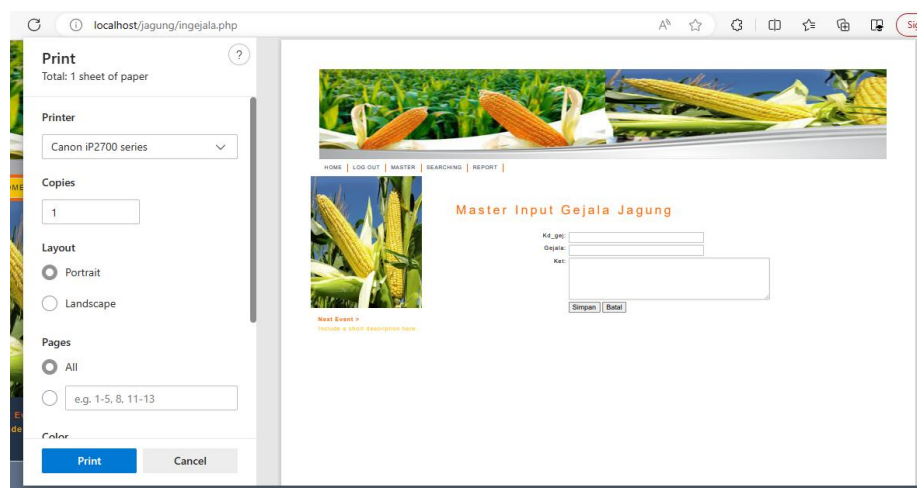 localhost/jagung/ingejala.php
Sig
Print
?
Total: 1 sheet of paper
Printer
Canon iP2700 series
Copies
1
Layout
Portrait
Landscape
Pages
All
e.g. 1-5, 8, 11-13
Color
Print
Cancel
HOME
LOG OUT
MASTER
SEARCHING
REPORT
Master Input Gejala Jagung
Kd_gej:
Gejala:
Ket:
Simpan
Batal
Next Event >
Include a short description here.